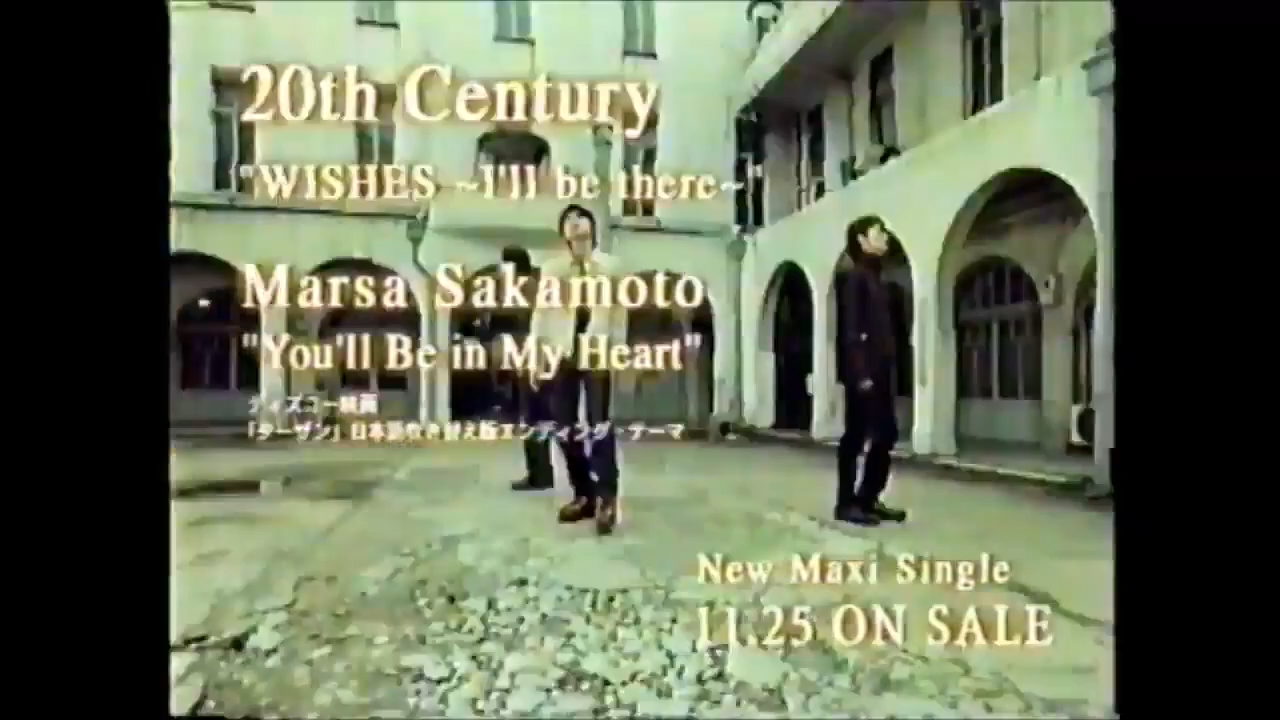 20th Century
"WISHES ~I'll be there~"
Marsa Sakamoto
"You'll Be in My Heart"
ディズニー映画
「ターザン」日本語吹き替え版エンディング・テーマ
New Maxi Single
11.25 ON SALE